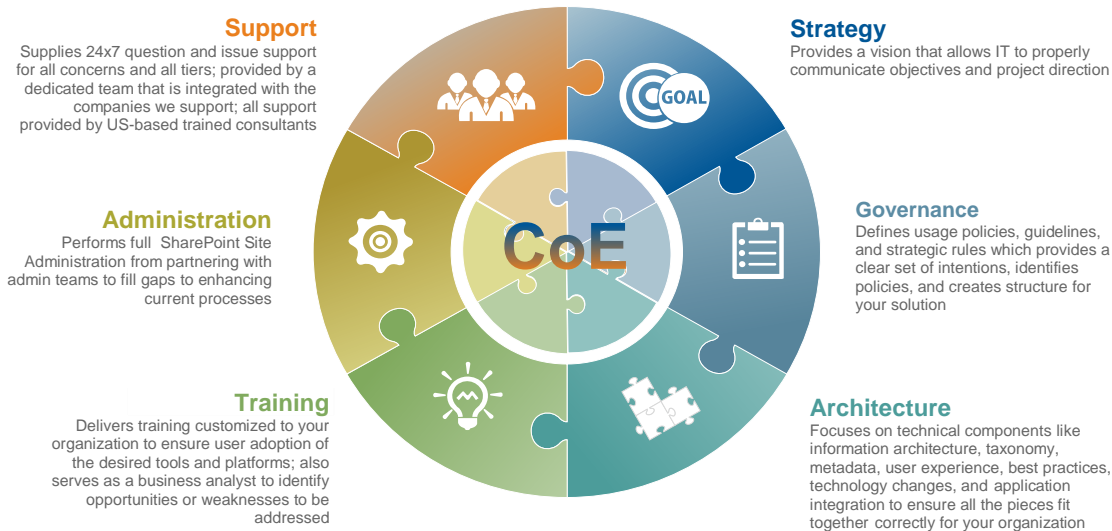 Support
Supplies 24x7 question and issue support
for all concerns and all tiers; provided by a
dedicated team that is integrated with the
companies we support; all support
provided by US-based trained consultants
Strategy
Provides a vision that allows IT to properly
communicate objectives and project direction
GOAL
Administration
Performs full SharePoint Site
Administration from partnering with
admin teams to fill gaps to enhancing
current processes
CoE
Governance
Defines usage policies, guidelines,
and strategic rules which provides a
clear set of intentions, identifies
policies, and creates structure for
your solution
Training
Delivers training customized to your
organization to ensure user adoption of
the desired tools and platforms; also
serves as a business analyst to identify
opportunities or weaknesses to be
addressed
Architecture
Focuses on technical components like
information architecture, taxonomy,
metadata, user experience, best practices,
technology changes, and application
integration to ensure all the pieces fit
together correctly for your organization